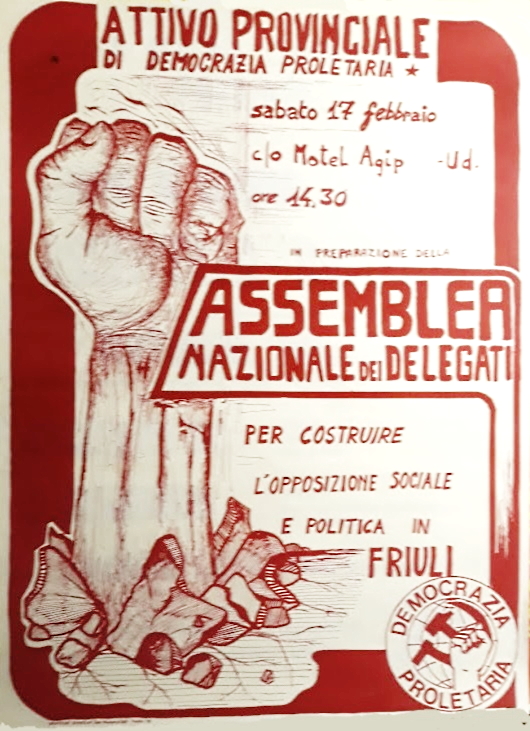 ATTIVO PROVINCIALE
DI DEMOCRAZIA PROLETARIA ★
sabato 17 febbraio
c/o Motel Agip -Ud.
ore 14.30
IN PREPARAZIONE DELLA
ASSEMBLEA
NAZIONALE DEI DELEGATI
PER COSTRUIRE
L'OPPOSIZIONE SOCIALE
E POLITICA IN
FRIULI
DEMOCRAZIA
PROLETARIA